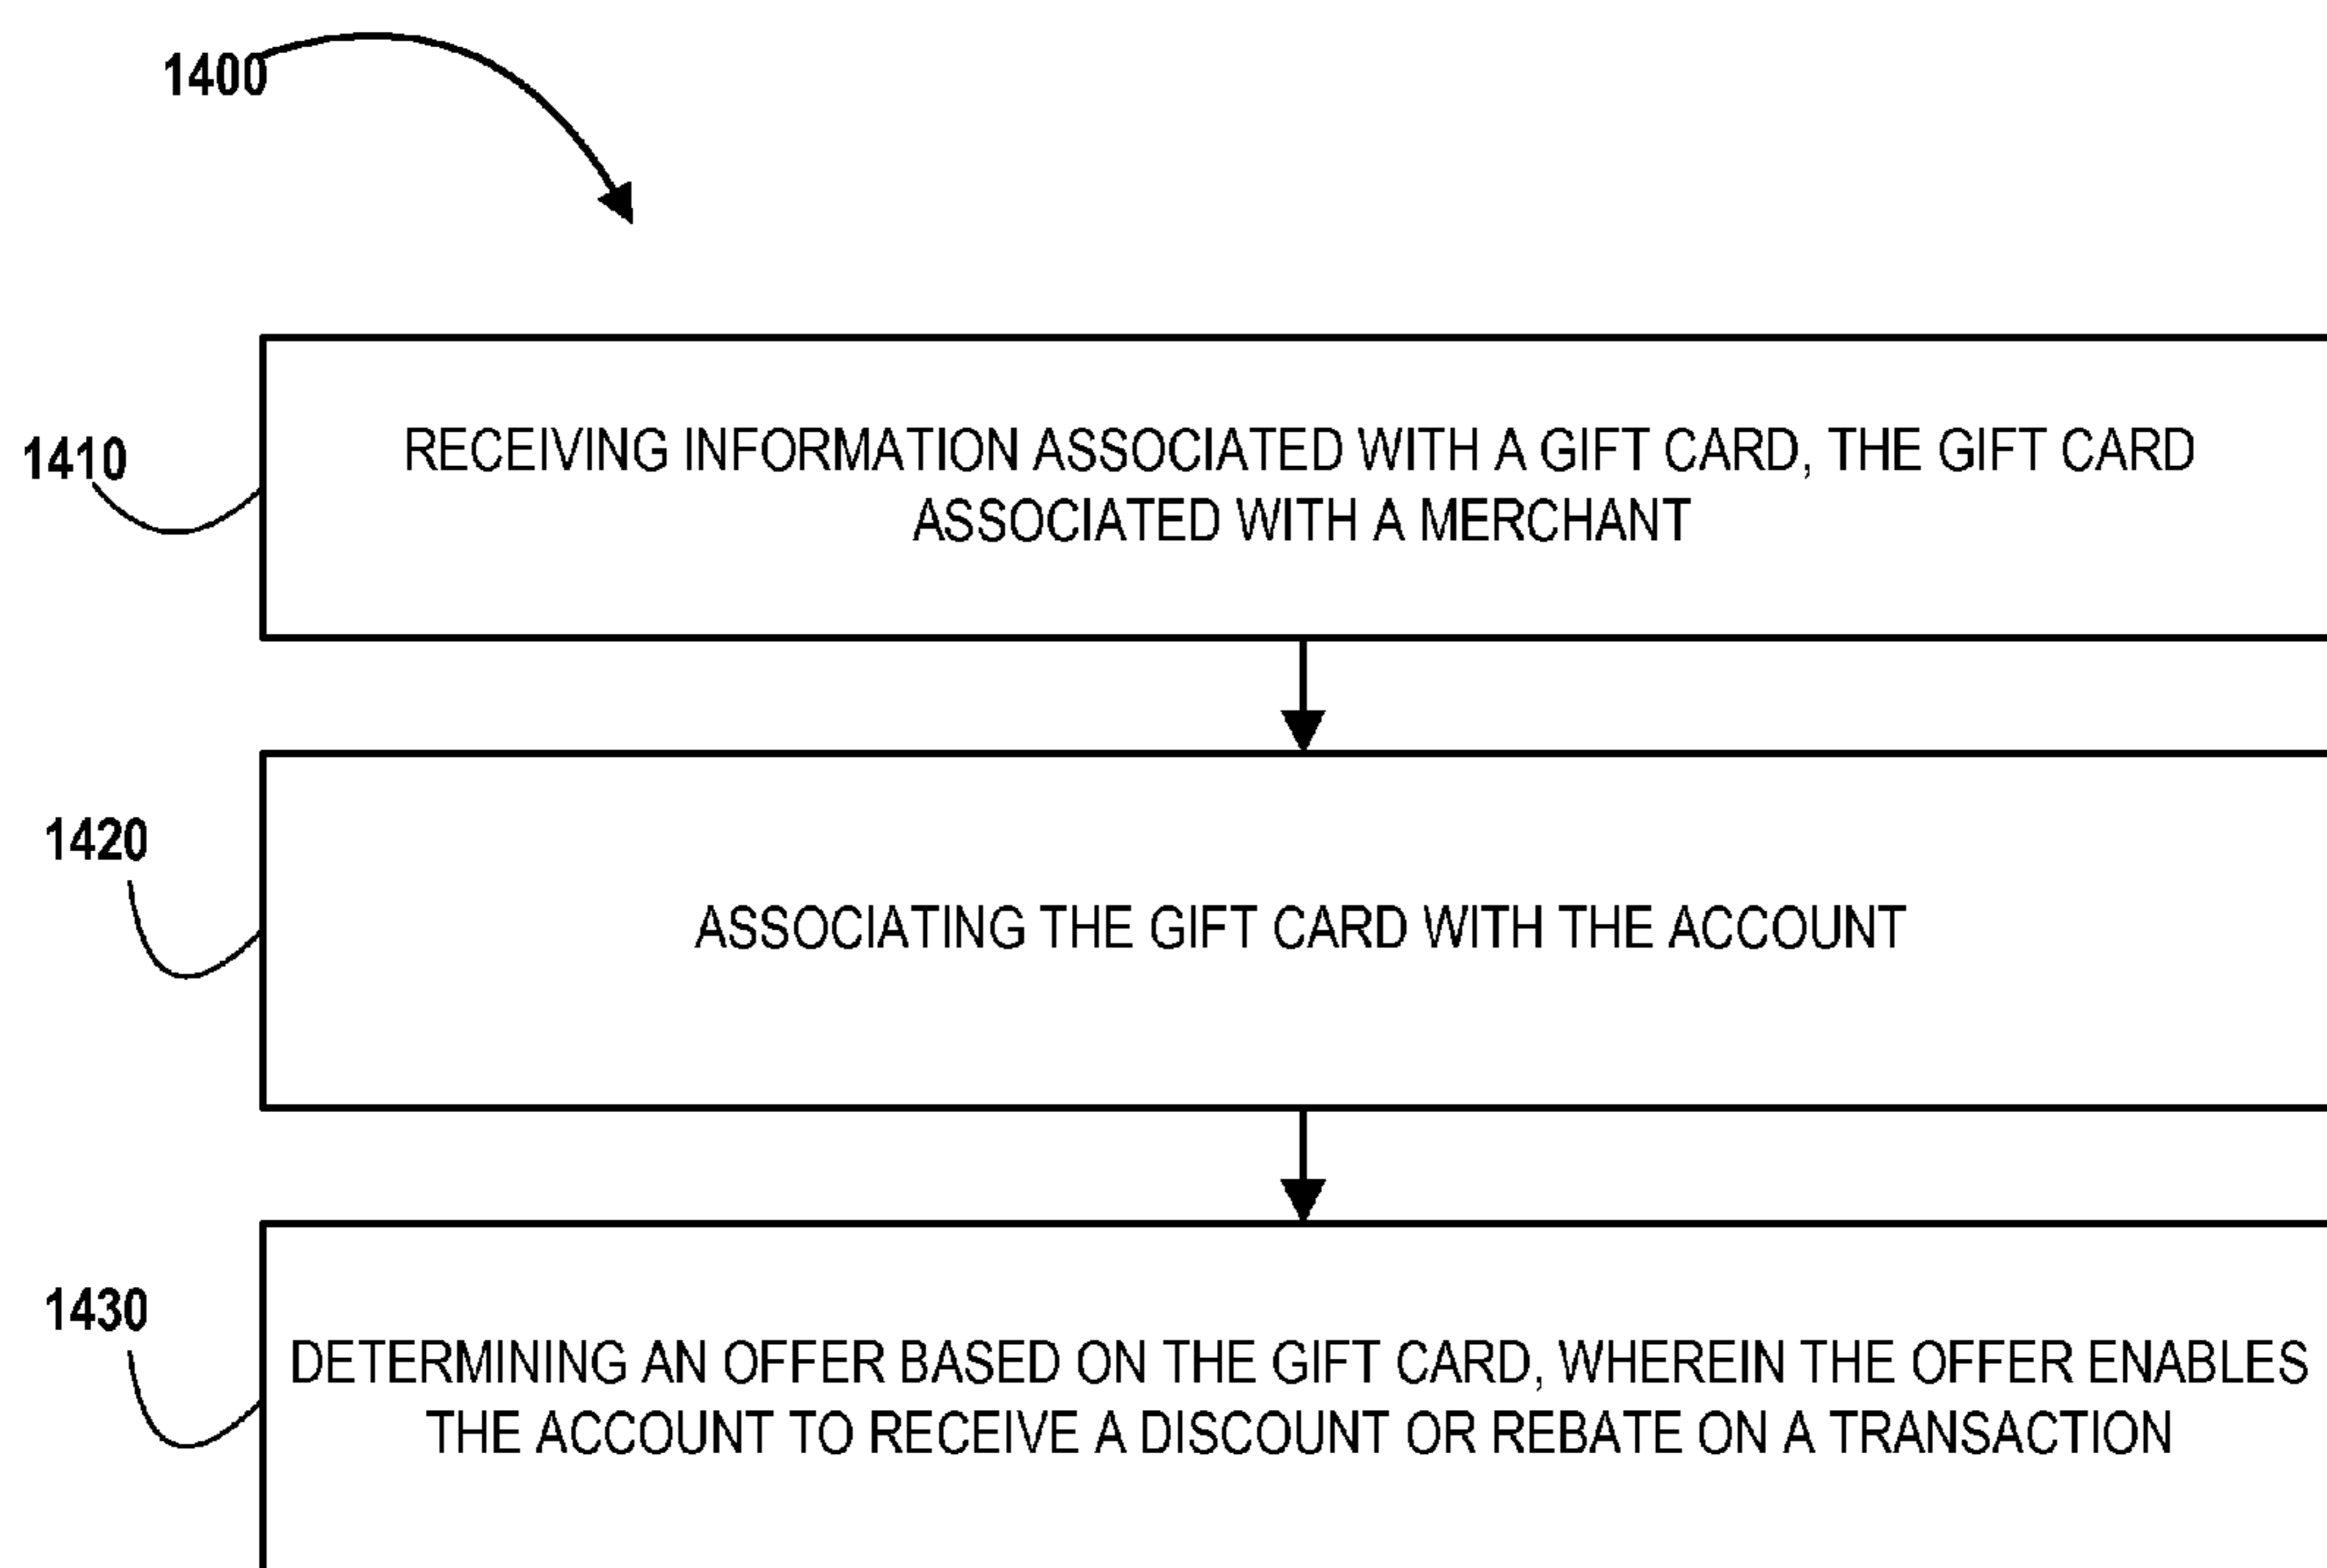 1400
1410
RECEIVING INFORMATION ASSOCIATED WITH A GIFT CARD, THE GIFT CARD
ASSOCIATED WITH A MERCHANT
1420
ASSOCIATING THE GIFT CARD WITH THE ACCOUNT
1430
DETERMINING AN OFFER BASED ON THE GIFT CARD, WHEREIN THE OFFER ENABLES
THE ACCOUNT TO RECEIVE A DISCOUNT OR REBATE ON A TRANSACTION